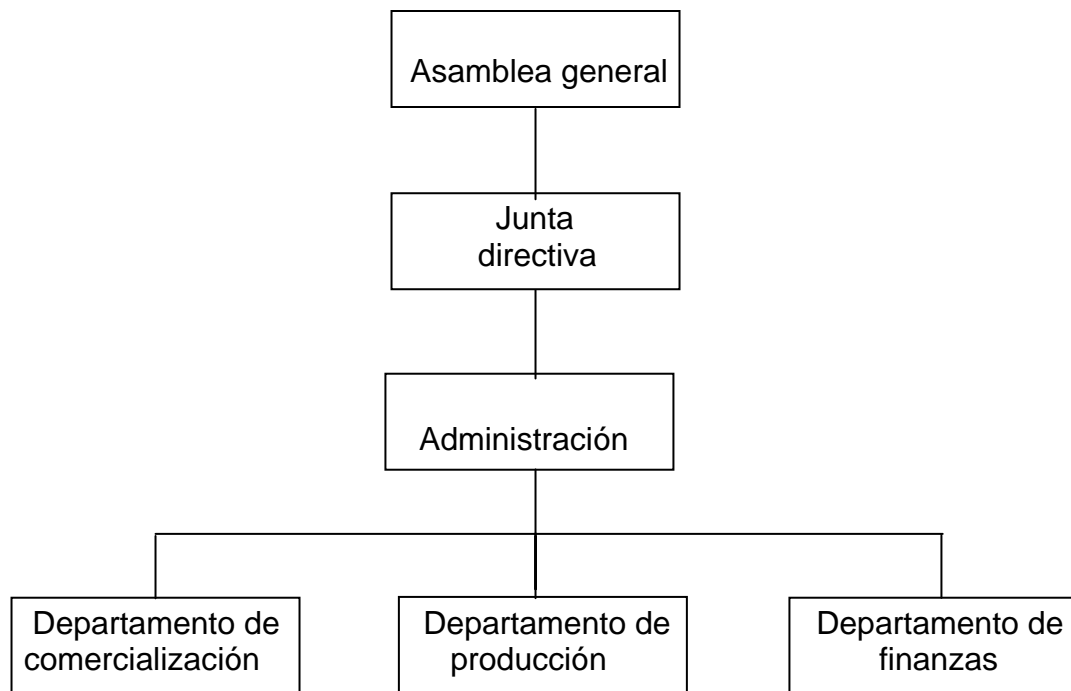 Asamblea general
Junta
directiva
Administración
Departamento de
comercialización
Departamento de
producción
Departamento de
finanzas